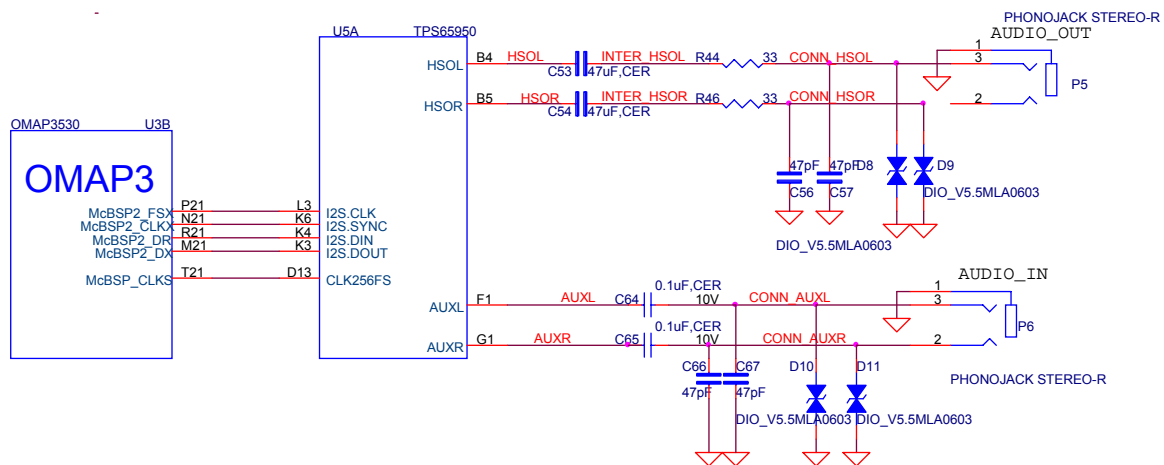 PHONOJACK STEREO-R
U5A TPS65950
AUDIO_OUT
B4 HSOL INTER_HSOL R44 33 CONN_HSOL 1
3
HSOL
C53 47uF,CER
P5
B5 HSOR INTER_HSOR R46 33 CONN_HSOR 2
HSOR
C54 47uF,CER
OMAP3530 U3B
47pF 47pF D8 D9
OMAP3
C56 C57 DIO_V5.5MLA0603
McBSP2_FSX P21 L3 I2S.CLK
McBSP2_CLKX N21 K6 I2S.SYNC
McBSP2_DR R21 K4 I2S.DIN
McBSP2_DX M21 K3 I2S.DOUT
DIO_V5.5MLA0603
McBSP_CLKS T21 D13 CLK256FS
AUDIO_IN
0.1uF,CER
1
AUXL F1 AUXL C64 10V CONN_AUXL 3
P6
0.1uF,CER
AUXR G1 AUXR C65 10V CONN_AUXR 2
C66 C67 D10 D11
PHONOJACK STEREO-R
47pF 47pF
DIO_V5.5MLA0603 DIO_V5.5MLA0603